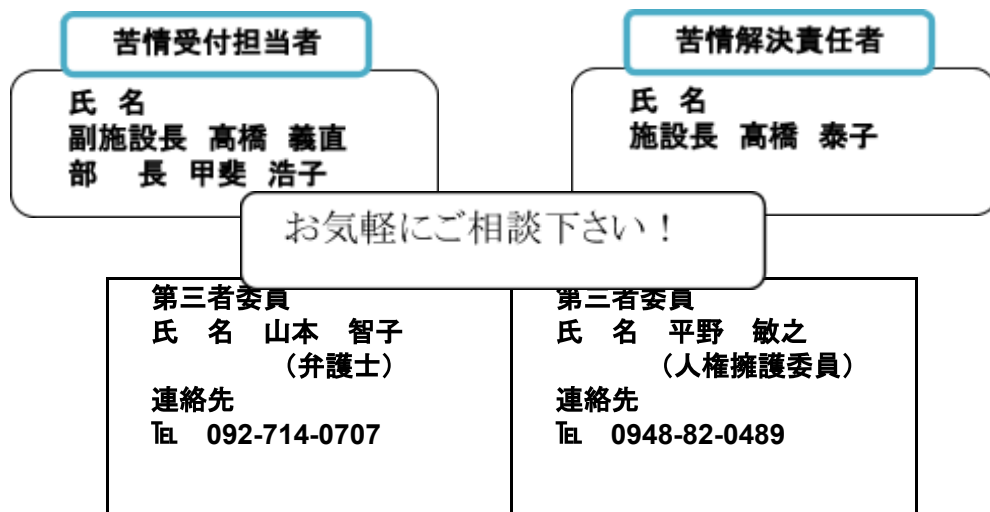 苦情受付担当者
氏 名
副施設長 高橋 義直
部 長 甲斐 浩子
苦情解決責任者
氏 名
施設長 高橋 泰子
お気軽にご相談下さい！
第三者委員
氏 名 山本 智子
（弁護士）
連絡先
℡ 092-714-0707
第三者委員
氏 名 平野 敏之
（人権擁護委員）
連絡先
℡ 0948-82-0489